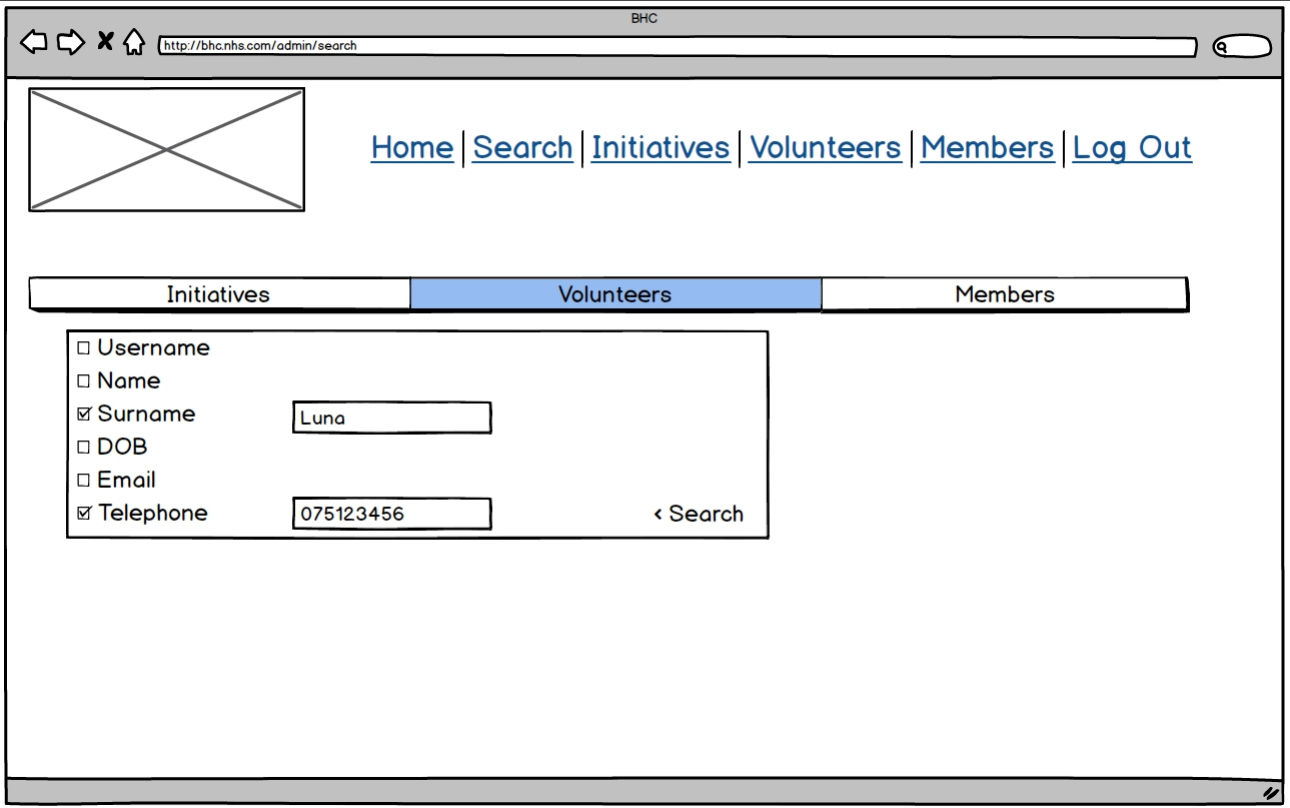 BHC
http://bhc.nhs.com/admin/search
Home Search Initiatives Volunteers Members Log Out
Initiatives Volunteers Members
Username
Name
Surname Luna
DOB
Email
Telephone 075123456 < Search